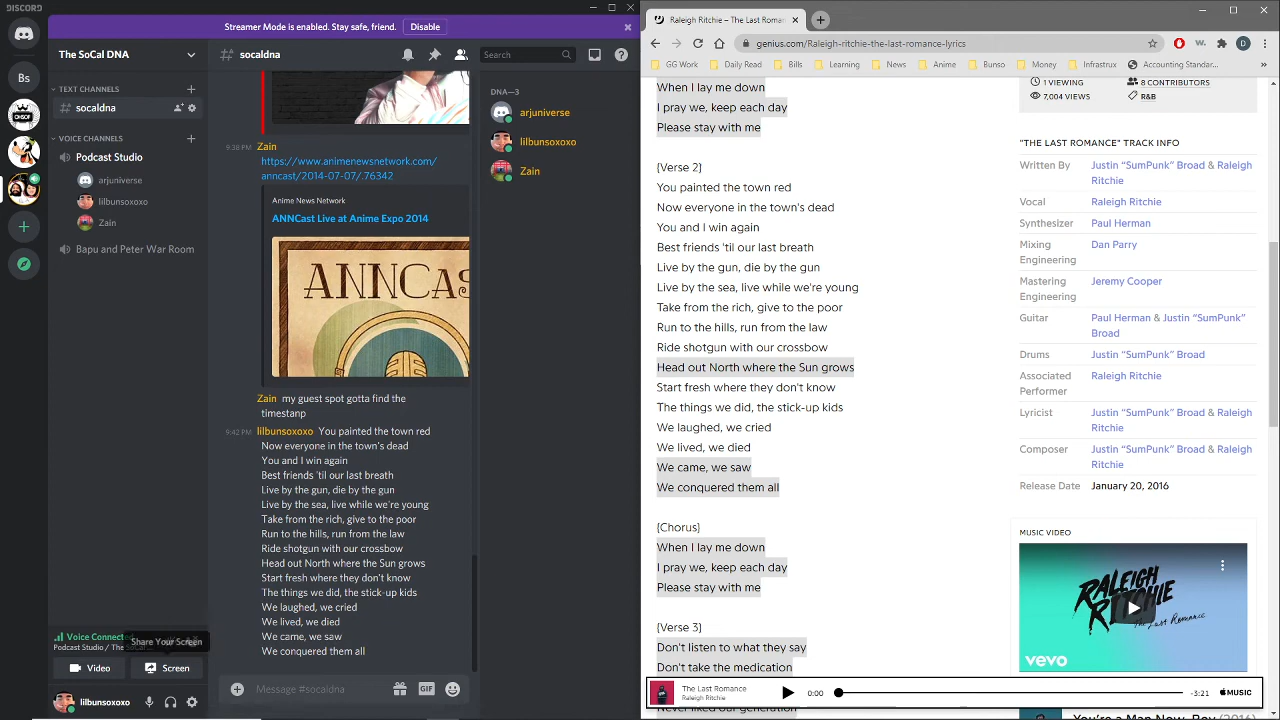 DISCORD
Streamer Mode is enabled. Stay safe, friend.
Disable
The SoCal DNA
socaldna
Search
Bs
TEXT CHANNELS
socaldna
VOICE CHANNELS
Podcast Studio
arjuniverse
lilbunsoxoxo
Zain
Bapu and Peter War Room
Voice Connected
Podcast Studio / The SoCal
Share Your Screen
Video
Screen
lilbunsoxoxo
9:38 PM
Zain
https://www.animenewsnetwork.com/
anncast/2014-07-07/.76342
Anime News Network
ANNCast Live at Anime Expo 2014
ANNCAS
Zain my guest spot gotta find the
timestanp
9:42 PM
lilbunsoxoxo You painted the town red
Now everyone in the town's dead
You and I win again
Best friends 'til our last breath
Live by the gun, die by the gun
Live by the sea, live while we're young
Take from the rich, give to the poor
Run to the hills, run from the law
Ride shotgun with our crossbow
Head out North where the Sun grows
Start fresh where they don't know
The things we did, the stick-up kids
We laughed, we cried
We lived, we died
We came, we saw
We conquered them all
Message #socaldna
GIF
DNA—3
arjuniverse
lilbunsoxoxo
Zain
Raleigh Ritchie – The Last Roman
genius.com/Raleigh-ritchie-the-last-romance-lyrics
GG Work
Daily Read
Bills
Learning
News
Anime
Bunso
Money
Infrastrux
Accounting Standar...
When I lay me down
I pray we, keep each day
Please stay with me
{Verse 2}
You painted the town red
Now everyone in the town's dead
You and I win again
Best friends 'til our last breath
Live by the gun, die by the gun
Live by the sea, live while we're young
Take from the rich, give to the poor
Run to the hills, run from the law
Ride shotgun with our crossbow
Head out North where the Sun grows
Start fresh where they don't know
The things we did, the stick-up kids
We laughed, we cried
We lived, we died
We came, we saw
We conquered them all
{Chorus}
When I lay me down
I pray we, keep each day
Please stay with me
{Verse 3}
Don't listen to what they say
Don't take the medication
1 VIEWING
8 CONTRIBUTORS
7,004 VIEWS
R&B
"THE LAST ROMANCE" TRACK INFO
Written By
Justin “SumPunk” Broad & Raleigh
Ritchie
Vocal
Raleigh Ritchie
Synthesizer
Paul Herman
Mixing
Engineering
Dan Parry
Mastering
Engineering
Jeremy Cooper
Guitar
Paul Herman & Justin “SumPunk”
Broad
Drums
Justin “SumPunk” Broad
Associated
Performer
Raleigh Ritchie
Lyricist
Justin “SumPunk” Broad & Raleigh
Ritchie
Composer
Justin “SumPunk” Broad & Raleigh
Ritchie
Release Date
January 20, 2016
MUSIC VIDEO
RALEIGH
RITCHIE
The Last Romance
vevo
The Last Romance
Raleigh Ritchie
0:00
-3:21
MUSIC